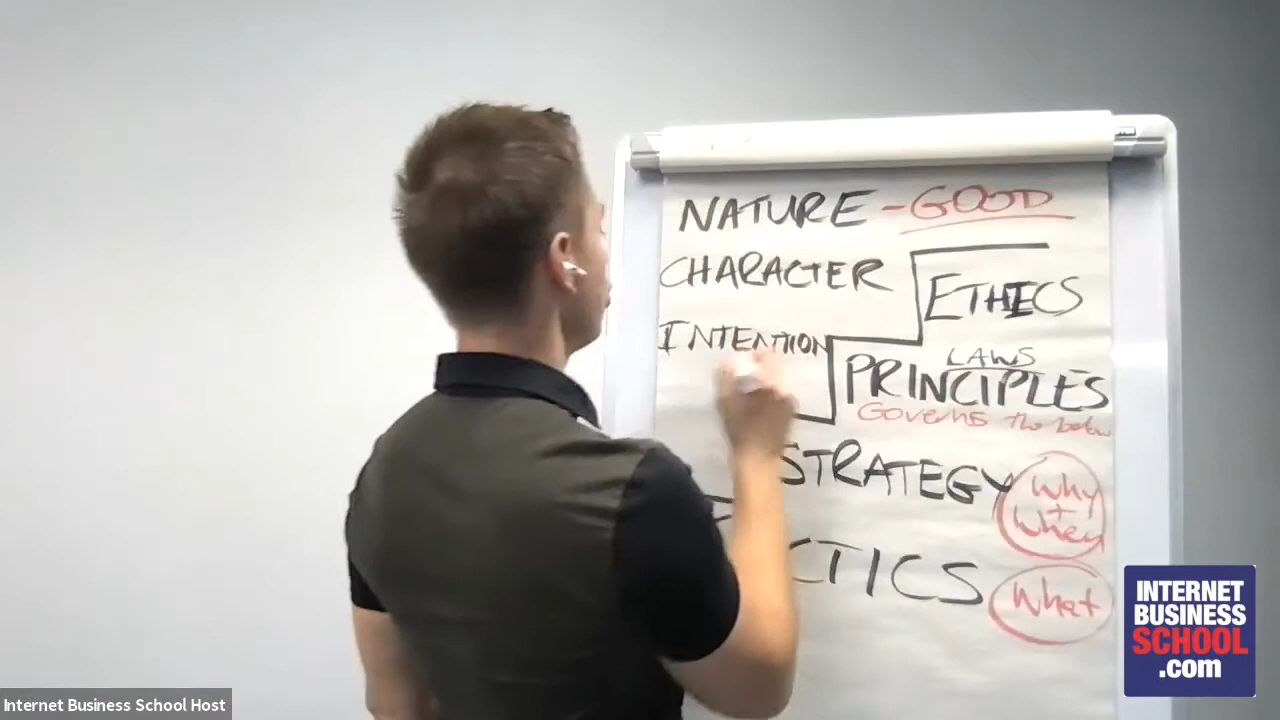 NATURE - GOOD
CHARACTER
ETHICS
INTENTION
LAWS
PRINCIPLES
Governs the below
STRATEGY
Why
+
When
CTICS
What
INTERNET
BUSINESS
SCHOOL
.com
Internet Business School Host